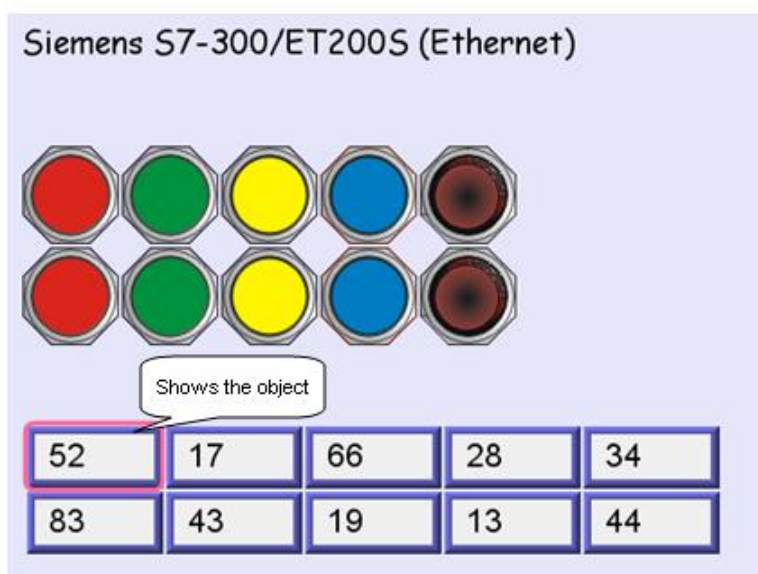 Siemens S7-300/ET200S (Ethernet)
Shows the object
52 17 66 28 34
83 43 19 13 44